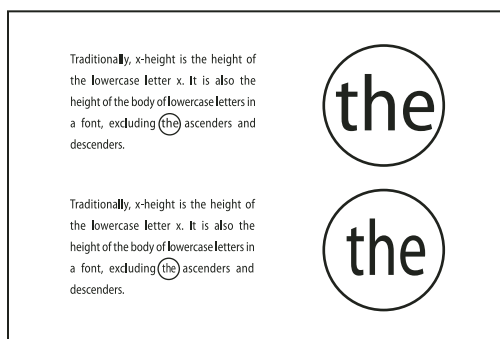 Traditionally, x-height is the height of
the lowercase letter x. It is also the
height of the body of lowercase letters in
a font, excluding the ascenders and
descenders.
the
Traditionally, x-height is the height of
the lowercase letter x. It is also the
height of the body of lowercase letters in
a font, excluding the ascenders and
descenders.
the